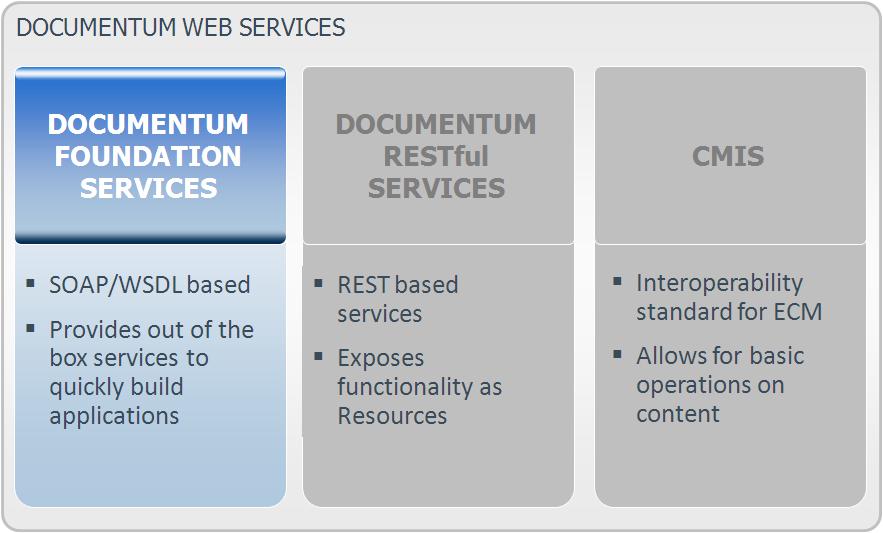 DOCUMENTUM WEB SERVICES
DOCUMENTUM
FOUNDATION
SERVICES
▪ SOAP/WSDL based
▪ Provides out of the
box services to
quickly build
applications
DOCUMENTUM
RESTful
SERVICES
▪ REST based
services
▪ Exposes
functionality as
Resources
CMIS
▪ Interoperability
standard for ECM
▪ Allows for basic
operations on
content